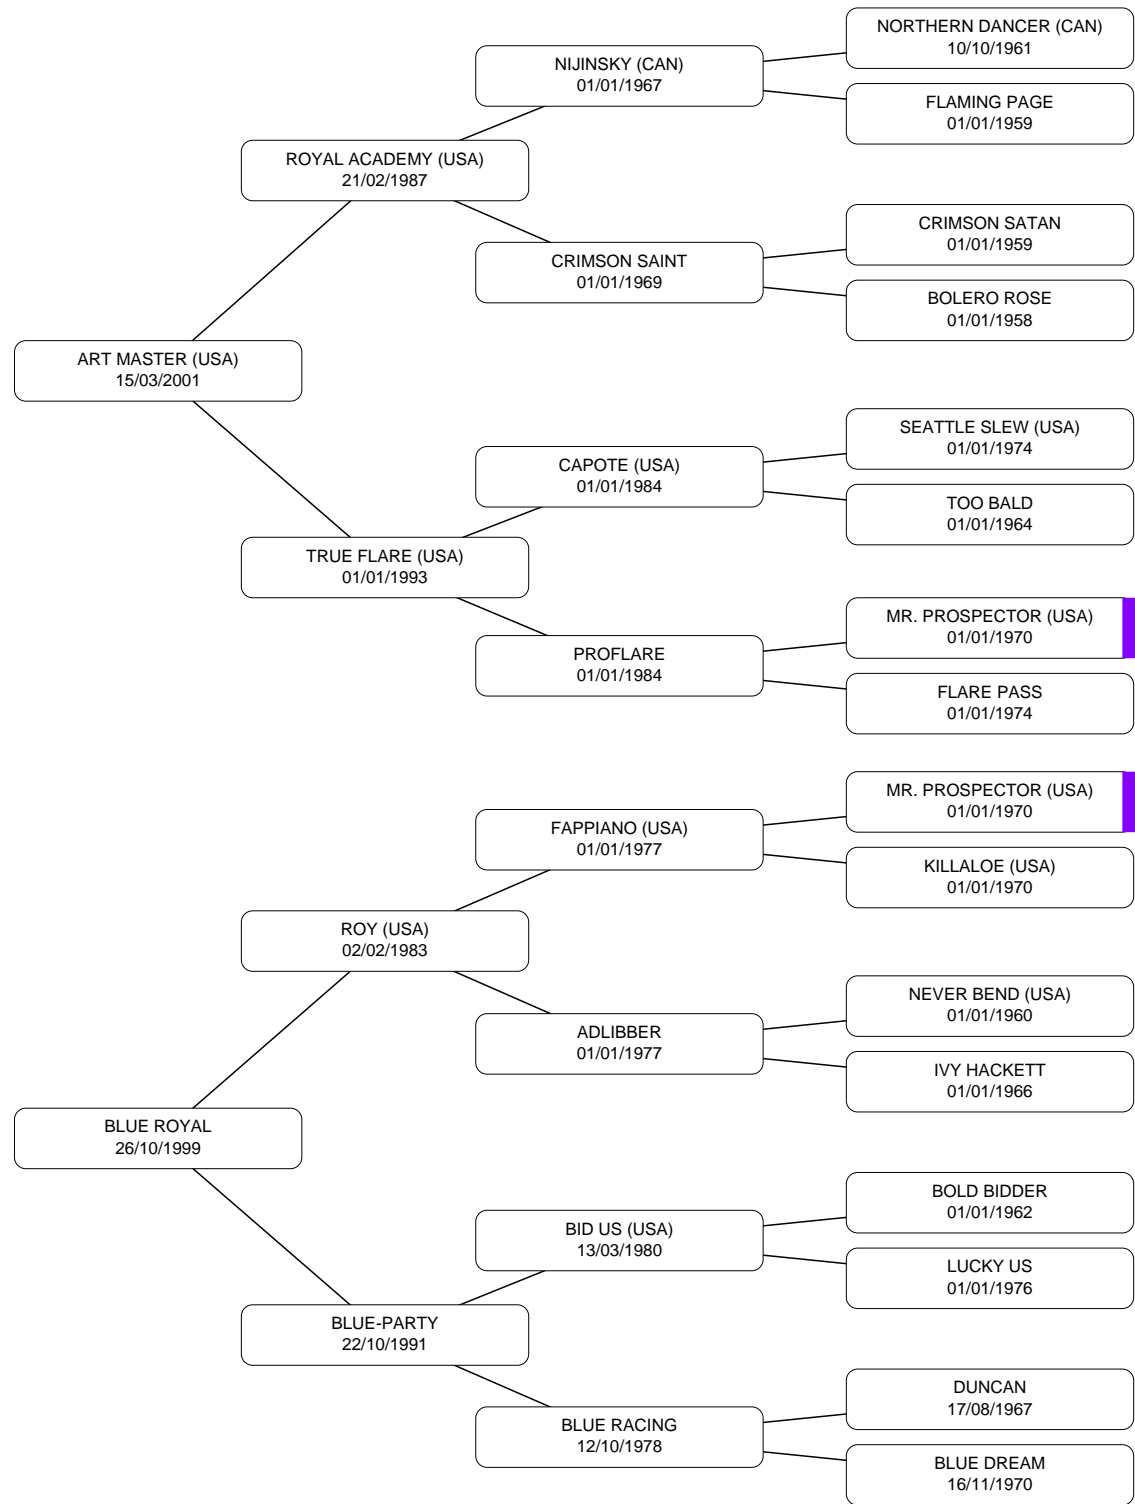 NORTHERN DANCER (CAN)
10/10/1961
NIJINSKY (CAN)
01/01/1967
FLAMING PAGE
01/01/1959
ROYAL ACADEMY (USA)
21/02/1987
CRIMSON SATAN
01/01/1959
CRIMSON SAINT
01/01/1969
BOLERO ROSE
01/01/1958
ART MASTER (USA)
15/03/2001
SEATTLE SLEW (USA)
01/01/1974
CAPOTE (USA)
01/01/1984
TOO BALD
01/01/1964
TRUE FLARE (USA)
01/01/1993
MR. PROSPECTOR (USA)
01/01/1970
PROFLARE
01/01/1984
FLARE PASS
01/01/1974
MR. PROSPECTOR (USA)
01/01/1970
FAPPIANO (USA)
01/01/1977
KILLALOE (USA)
01/01/1970
ROY (USA)
02/02/1983
NEVER BEND (USA)
01/01/1960
ADLIBBER
01/01/1977
IVY HACKETT
01/01/1966
BLUE ROYAL
26/10/1999
BOLD BIDDER
01/01/1962
BID US (USA)
13/03/1980
LUCKY US
01/01/1976
BLUE-PARTY
22/10/1991
DUNCAN
17/08/1967
BLUE RACING
12/10/1978
BLUE DREAM
16/11/1970